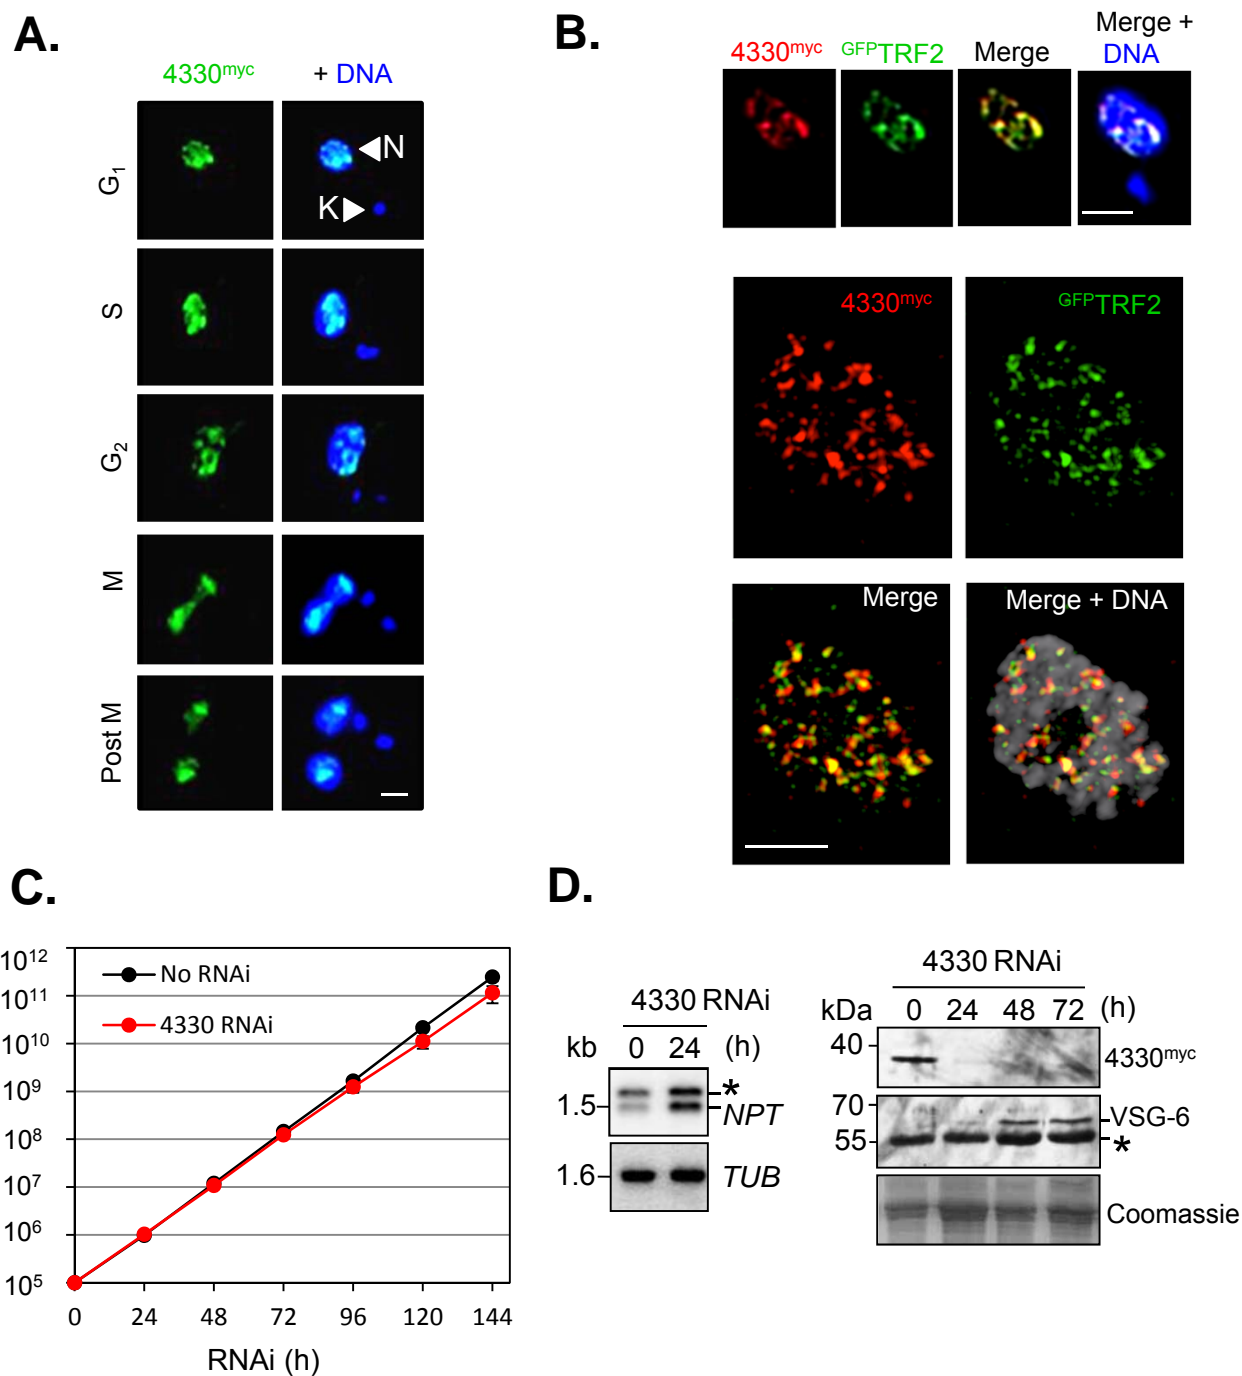 A.
4330myc
+ DNA
G1
N
K
S
G2
M
Post M
B.
4330myc
GFPTRF2
Merge
Merge +
DNA
4330myc
GFPTRF2
Merge
Merge + DNA
C.
10^12
10^11
10^10
10^9
10^8
10^7
10^6
10^5
No RNAi
4330 RNAi
0 24 48 72 96 120 144
RNAi (h)
D.
4330 RNAi
kb 0 24 (h)
*
1.5 NPT
1.6 TUB
4330 RNAi
kDa 0 24 48 72 (h)
40 4330myc
70 VSG-6
55 *
Coomassie